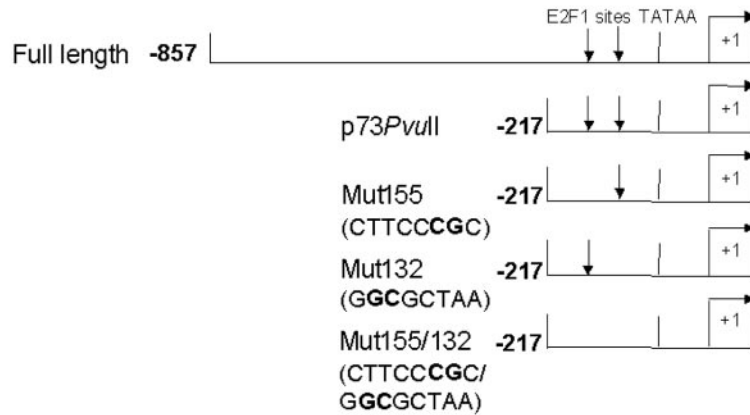 E2F1 sites TATAA
+1
Full length -857
+1
p73PvuII -217
+1
Mut155 -217
(CTTCCCGC)
+1
Mut132 -217
(GGCGCTAA)
+1
Mut155/132 -217
(CTTCCCGC/
GGCGCTAA)